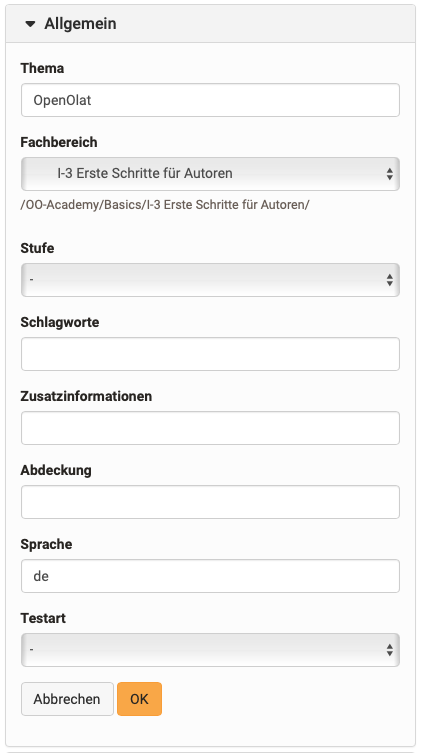 Allgemein
Thema
OpenOlat
Fachbereich
I-3 Erste Schritte für Autoren
/OO-Academy/Basics/I-3 Erste Schritte für Autoren/
Stufe
-
Schlagworte
Zusatzinformationen
Abdeckung
Sprache
de
Testart
-
Abbrechen OK